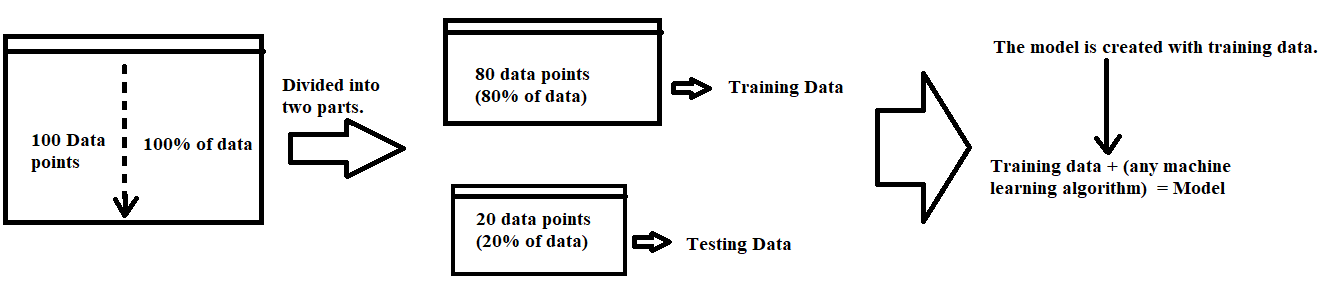 100 Data
points
100% of data
Divided into
two parts.
80 data points
(80% of data)
Training Data
20 data points
(20% of data)
Testing Data
The model is created with training data.
Training data + (any machine
learning algorithm)  = Model